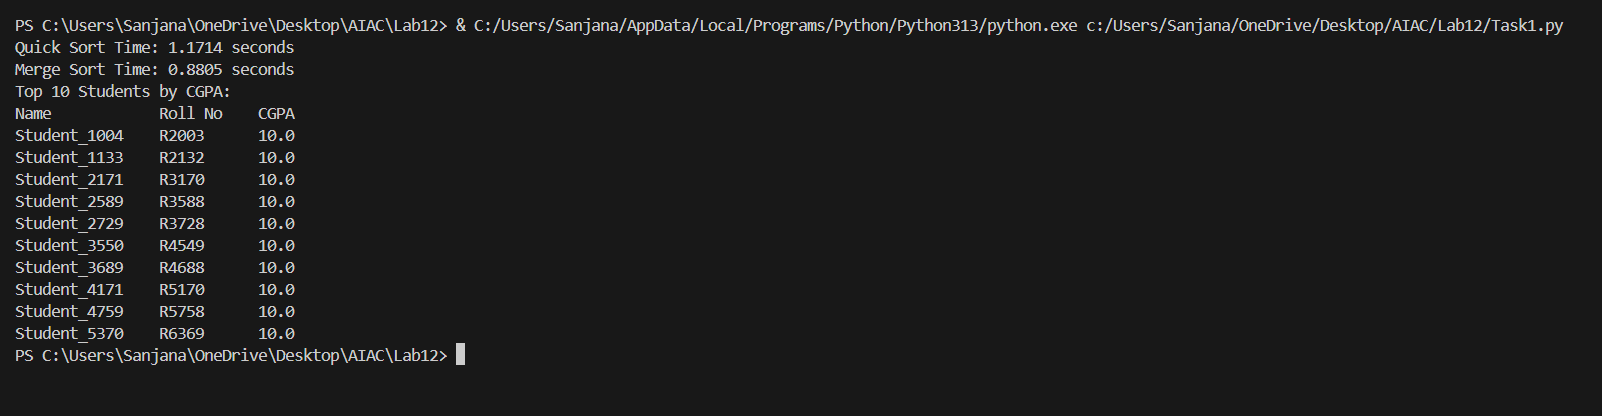 PS C:\Users\Sanjana\OneDrive\Desktop\AIAC\Lab12> & C:/Users/Sanjana/AppData/Local/Programs/Python/Python313/python.exe c:/Users/Sanjana/OneDrive/Desktop/AIAC/Lab12/Task1.py
Quick Sort Time: 1.1714 seconds
Merge Sort Time: 0.8805 seconds
Top 10 Students by CGPA:
Name            Roll No    CGPA
Student_1004    R2003      10.0
Student_1133    R2132      10.0
Student_2171    R3170      10.0
Student_2589    R3588      10.0
Student_2729    R3728      10.0
Student_3550    R4549      10.0
Student_3689    R4688      10.0
Student_4171    R5170      10.0
Student_4759    R5758      10.0
Student_5370    R6369      10.0
PS C:\Users\Sanjana\OneDrive\Desktop\AIAC\Lab12>